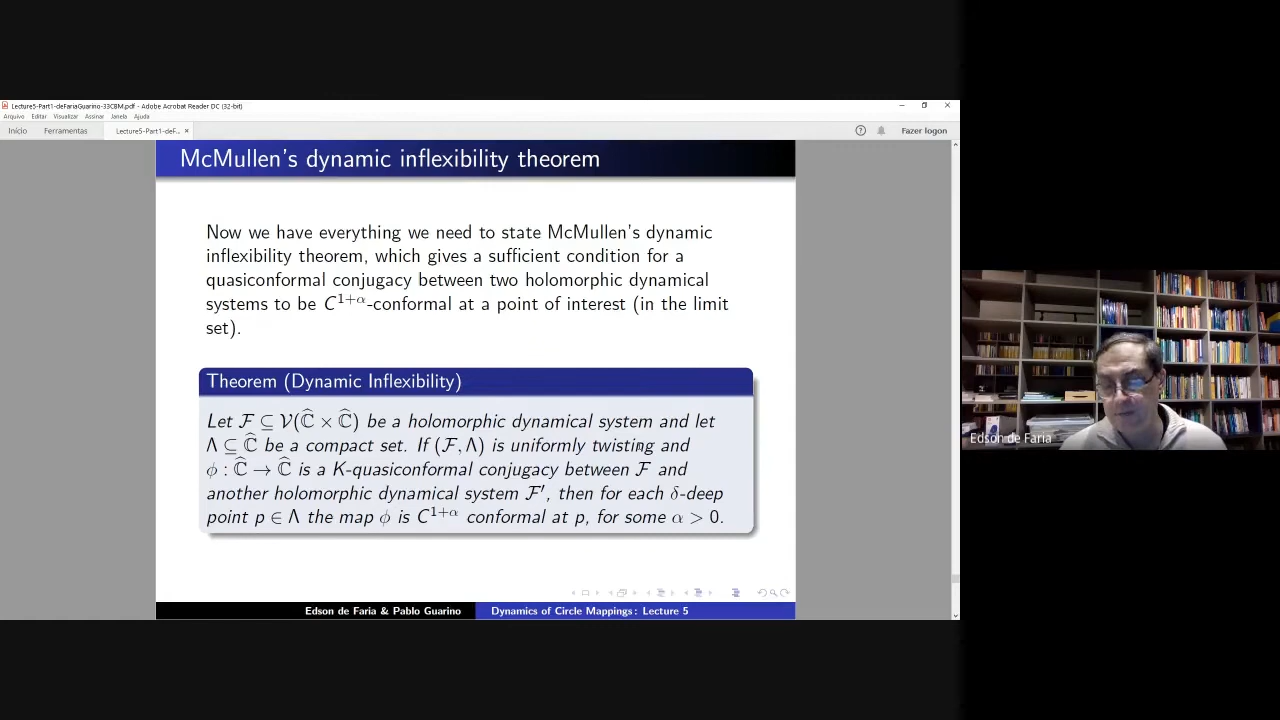 Lecture5-Part1-deFariaGuarino-33CBM.pdf - Adobe Acrobat Reader DC (32-bit)
Arquivo Editar Visualizar Assinar Janela Ajuda
Início Ferramentas Lecture5-Part1-deF... × Fazer logon
McMullen's dynamic inflexibility theorem
Now we have everything we need to state McMullen's dynamic
inflexibility theorem, which gives a sufficient condition for a
quasiconformal conjugacy between two holomorphic dynamical
systems to be C^{1+α}-conformal at a point of interest (in the limit
set).
Theorem (Dynamic Inflexibility)
Let ℱ ⊆ 𝒱(Ĉ × Ĉ) be a holomorphic dynamical system and let
Λ ⊆ Ĉ be a compact set. If (ℱ, Λ) is uniformly twisting and
ϕ : Ĉ → Ĉ is a K-quasiconformal conjugacy between ℱ and
another holomorphic dynamical system ℱ′, then for each δ-deep
point p ∈ Λ the map ϕ is C^{1+α} conformal at p, for some α > 0.
Edson de Faria & Pablo Guarino Dynamics of Circle Mappings: Lecture 5
Edson de Faria